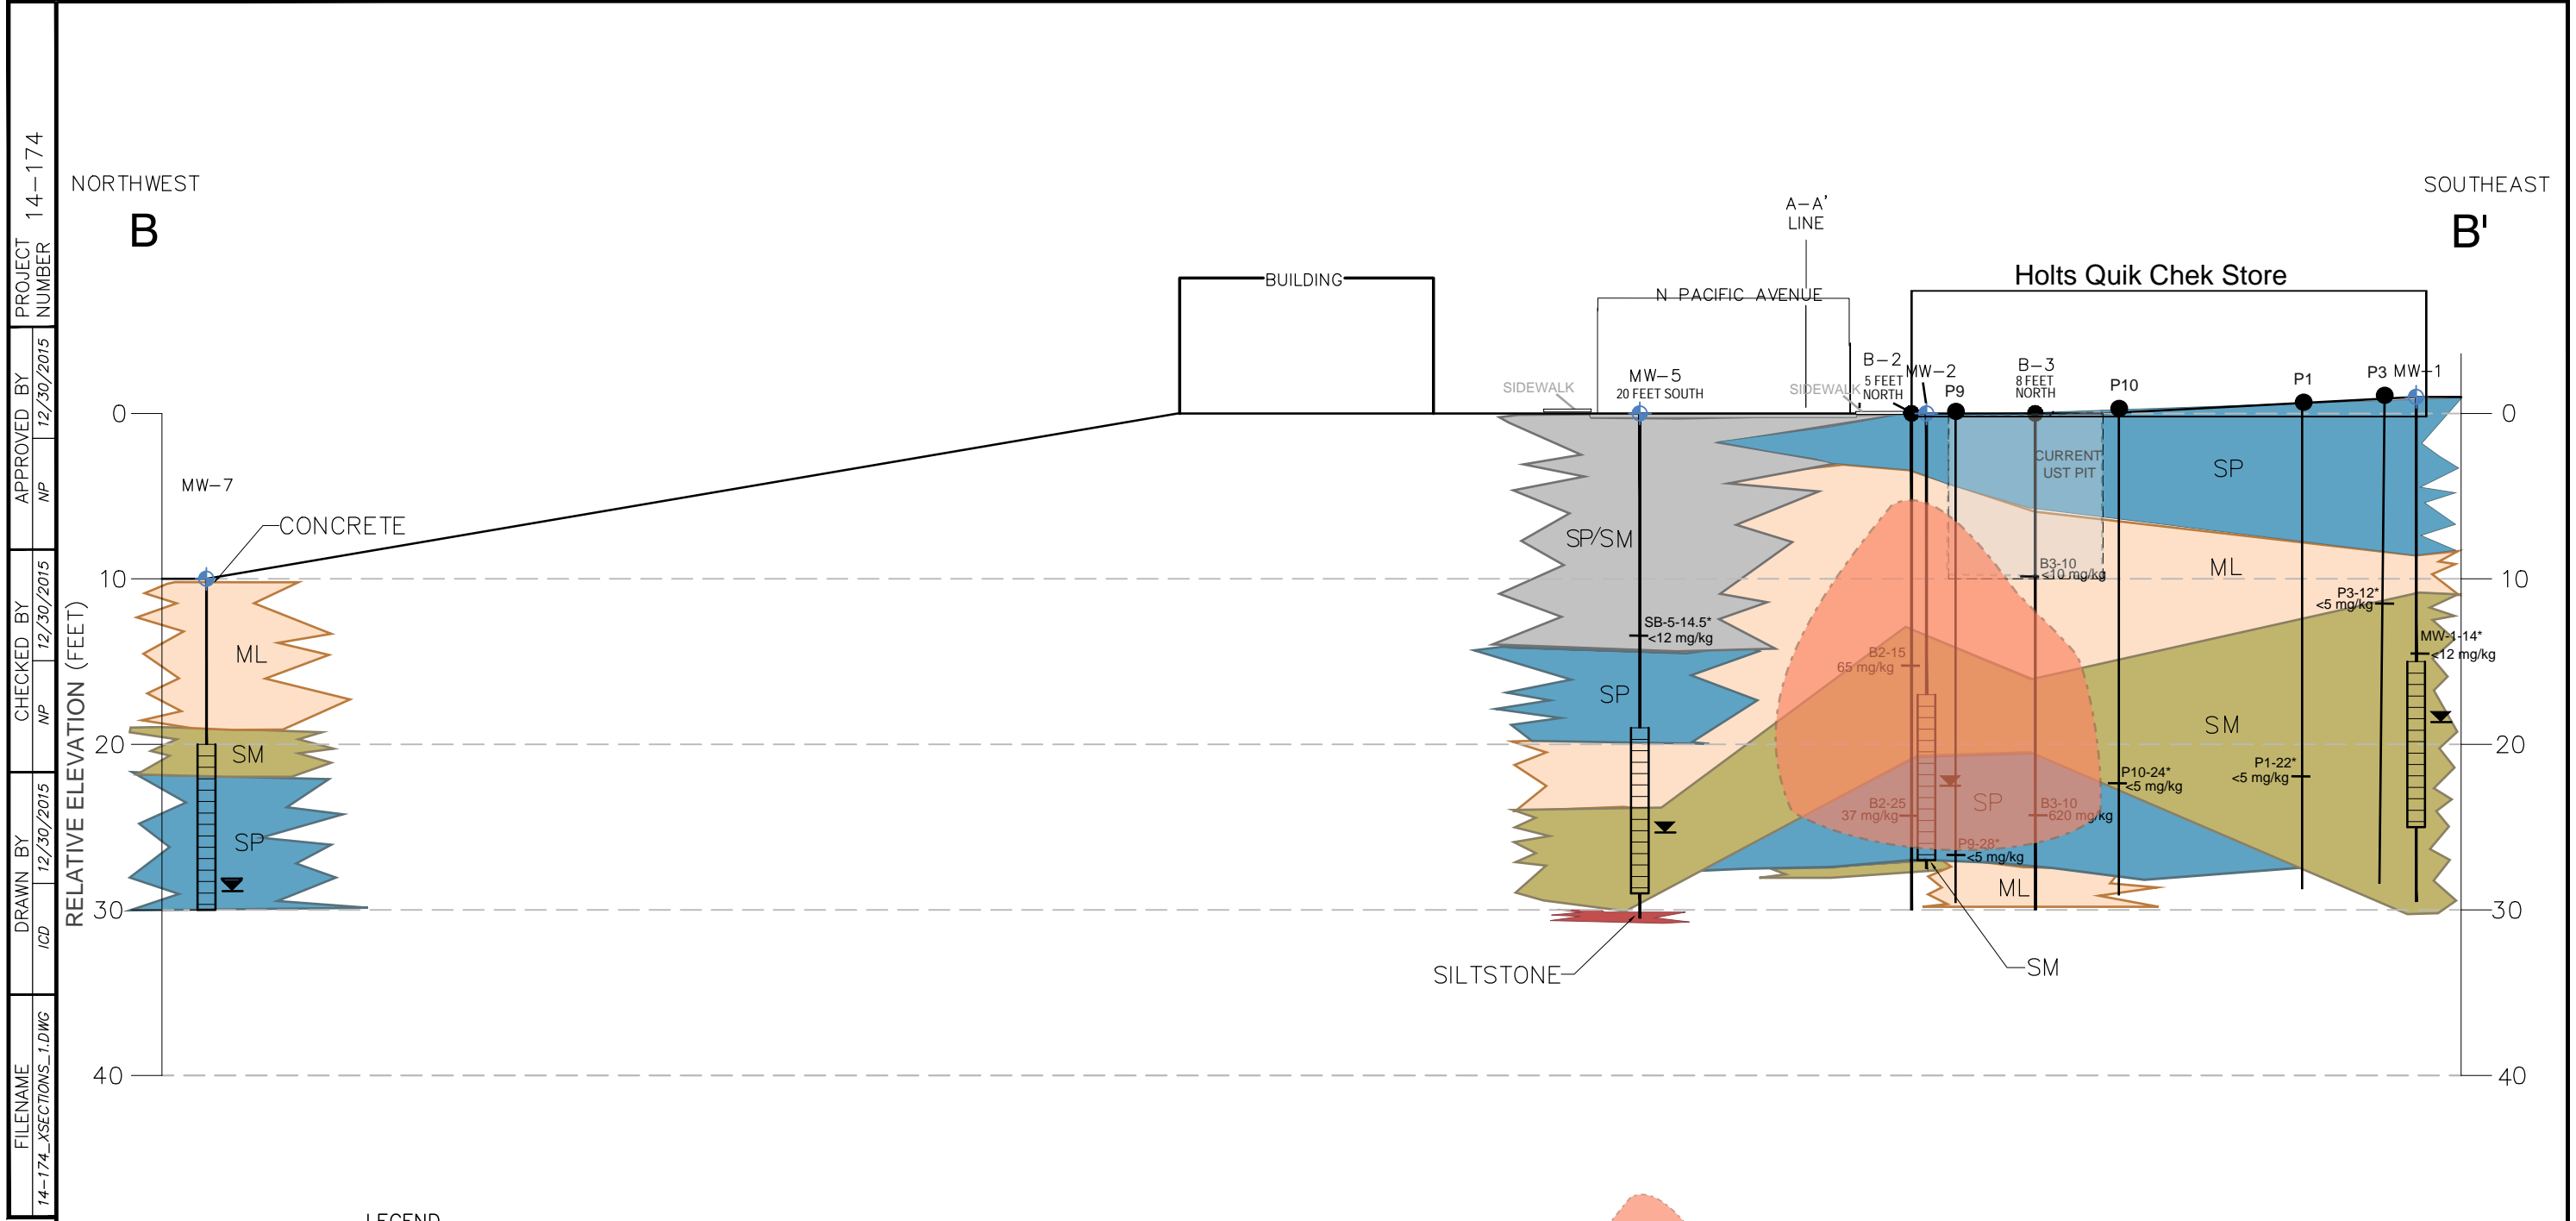 PROJECT NUMBER
14-174
APPROVED BY
NP
12/30/2015
CHECKED BY
NP
12/30/2015
DRAWN BY
ICD
12/30/2015
FILENAME
14-174_XSECTIONS_1.DWG
NORTHWEST
B
SOUTHEAST
B'
A-A'
LINE
BUILDING
N PACIFIC AVENUE
Holts Quik Chek Store
SIDEWALK
MW-5
20 FEET SOUTH
SIDEWALK
B-2
5 FEET
NORTH
MW-2
P9
B-3
8 FEET
NORTH
P10
P1
P3
MW-1
0
0
MW-7
CONCRETE
CURRENT
UST PIT
SP
SP/SM
ML
10
10
B3-10
<10 mg/kg
P3-12*
<5 mg/kg
SB-5-14.5*
<12 mg/kg
MW-1-14*
<12 mg/kg
B2-15
65 mg/kg
ML
SP
SM
20
20
SM
P10-24*
<5 mg/kg
P1-22*
<5 mg/kg
B2-25
37 mg/kg
SP
B3-10
620 mg/kg
SP
P9-28*
<5 mg/kg
ML
30
30
RELATIVE ELEVATION (FEET)
SILTSTONE
SM
40
40
LEGEND